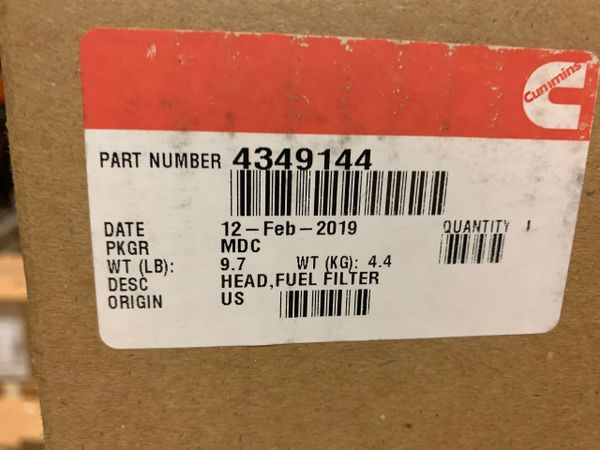 Cummins
PART NUMBER 4349144
DATE 12-Feb-2019 QUANTITY 1
PKGR MDC
WT (LB): 9.7 WT (KG): 4.4
DESC HEAD,FUEL FILTER
ORIGIN US